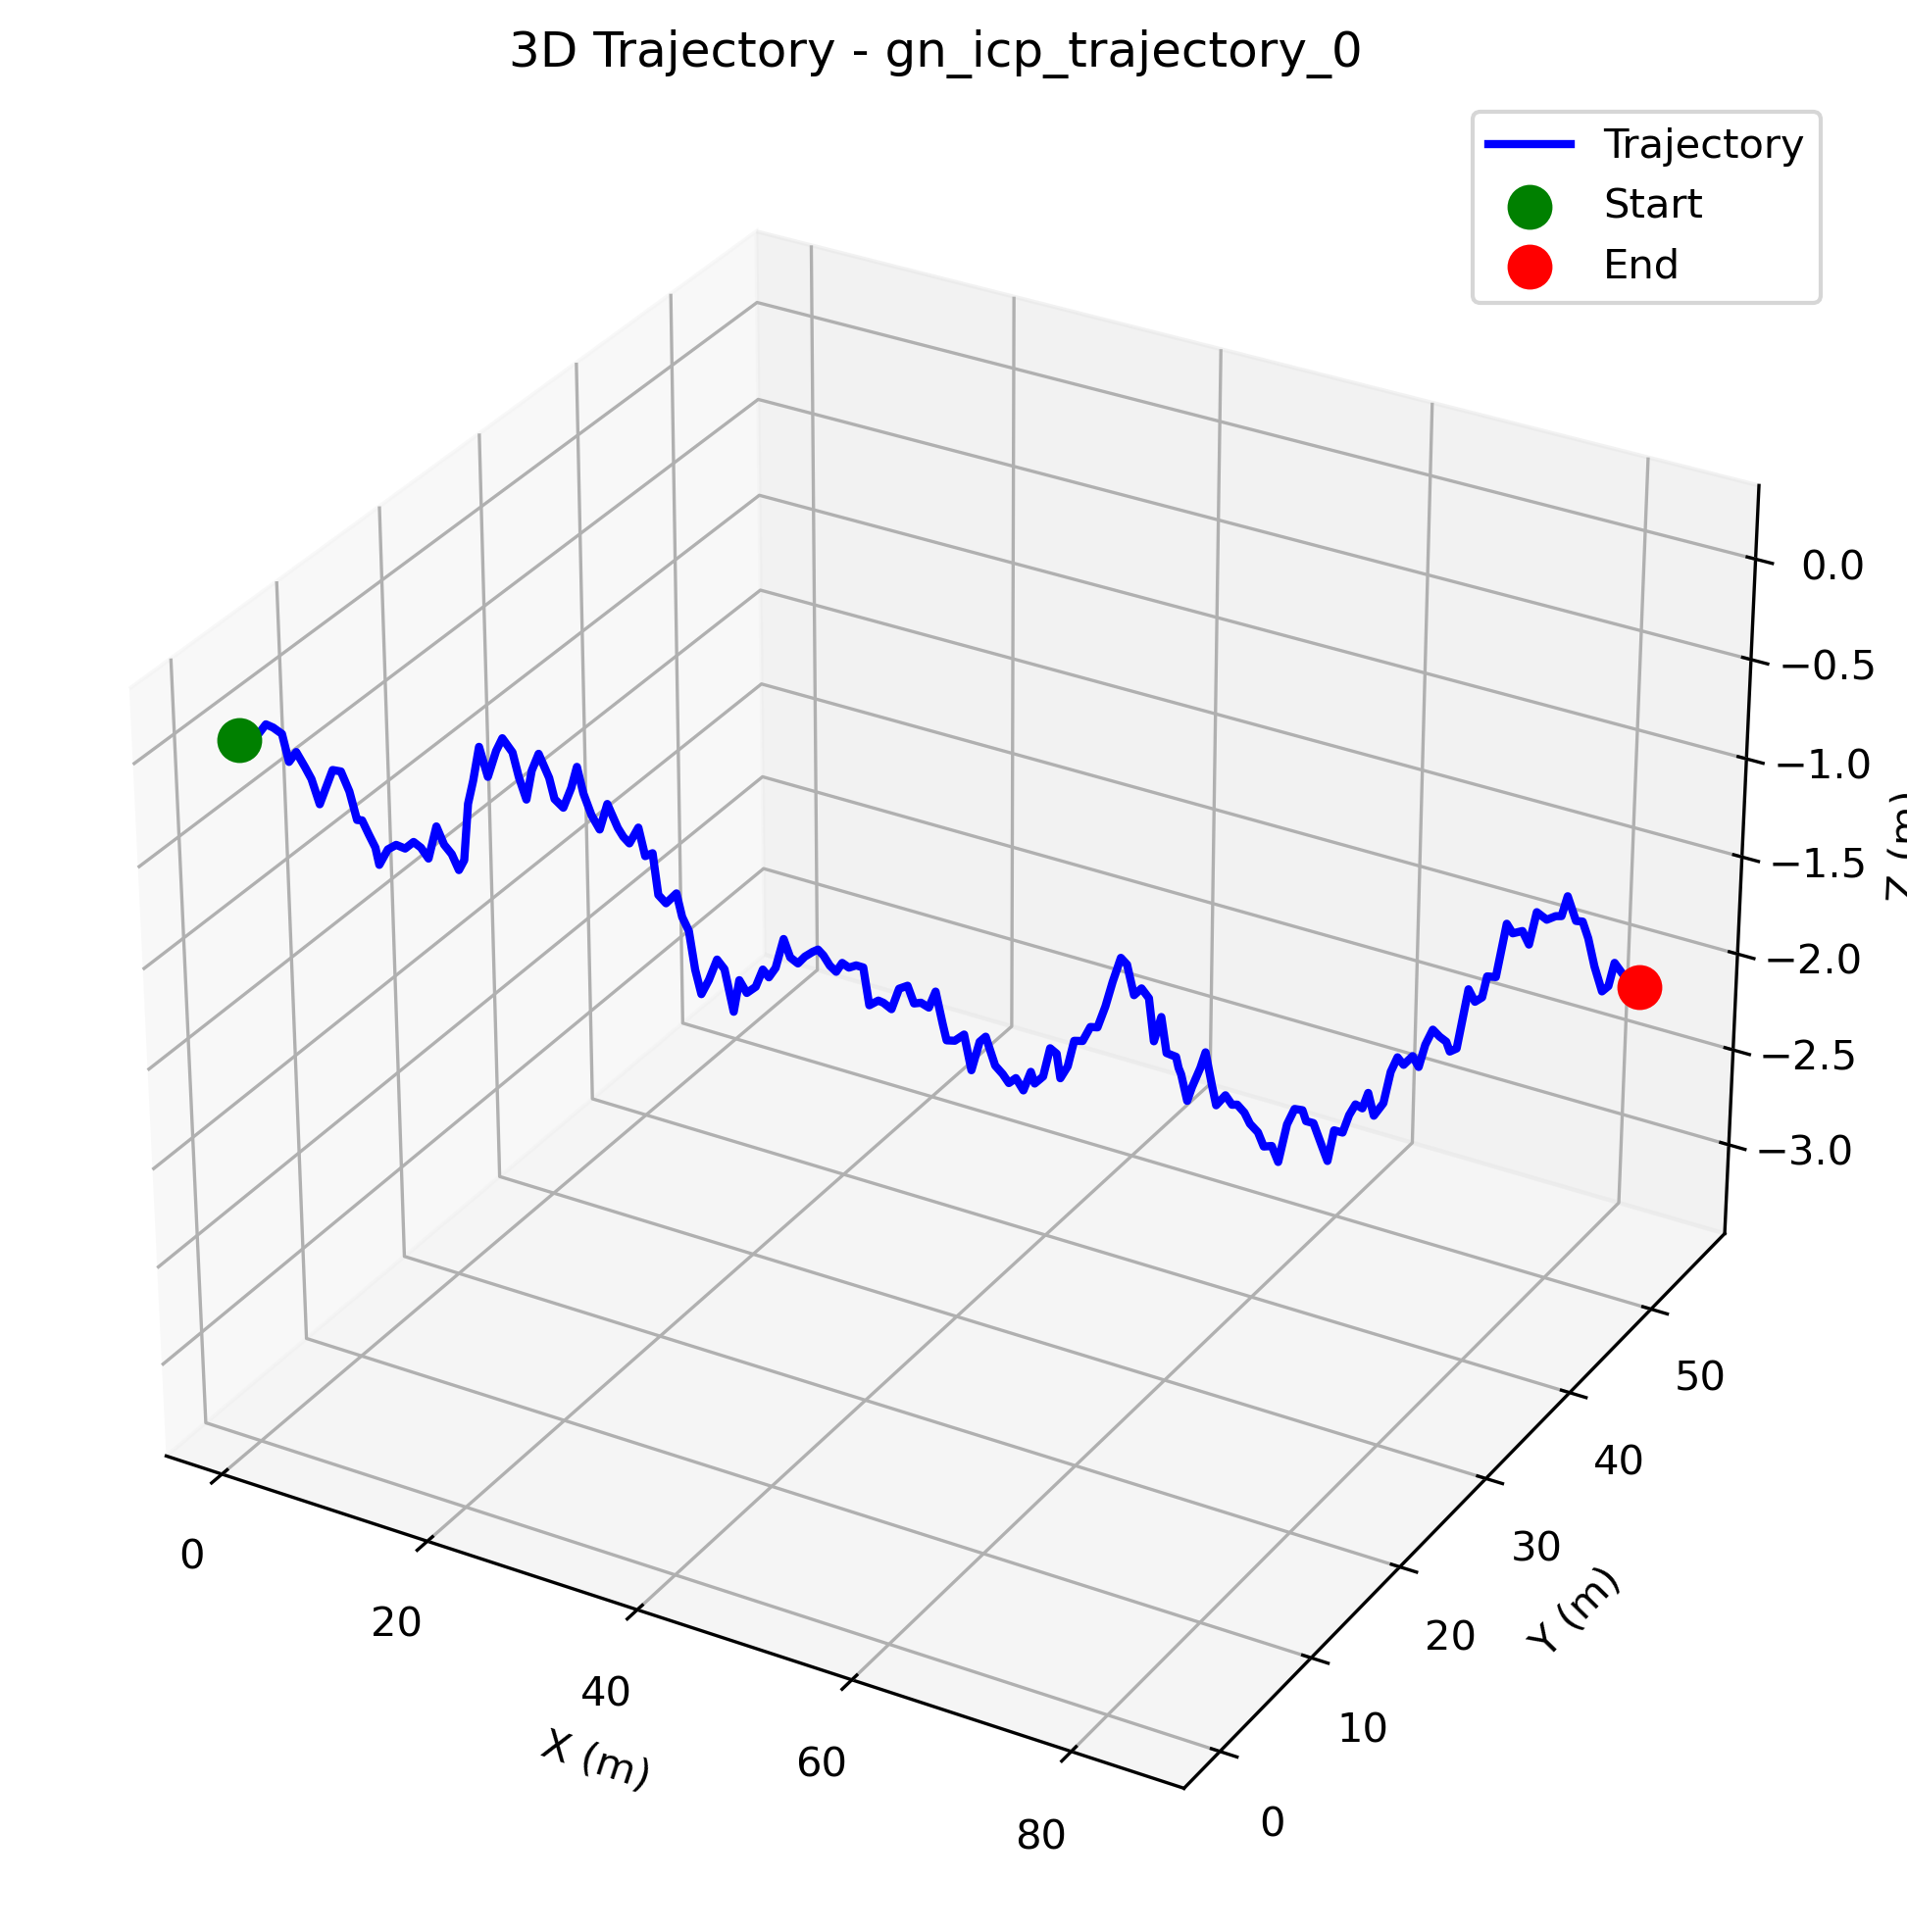 3D Trajectory - gn_icp_trajectory_0
Trajectory
Start
End
0.0
−0.5
−1.0
−1.5
−2.0
−2.5
−3.0
Z (m)
50
40
30
20
10
0
Y (m)
0
20
40
60
80
X (m)